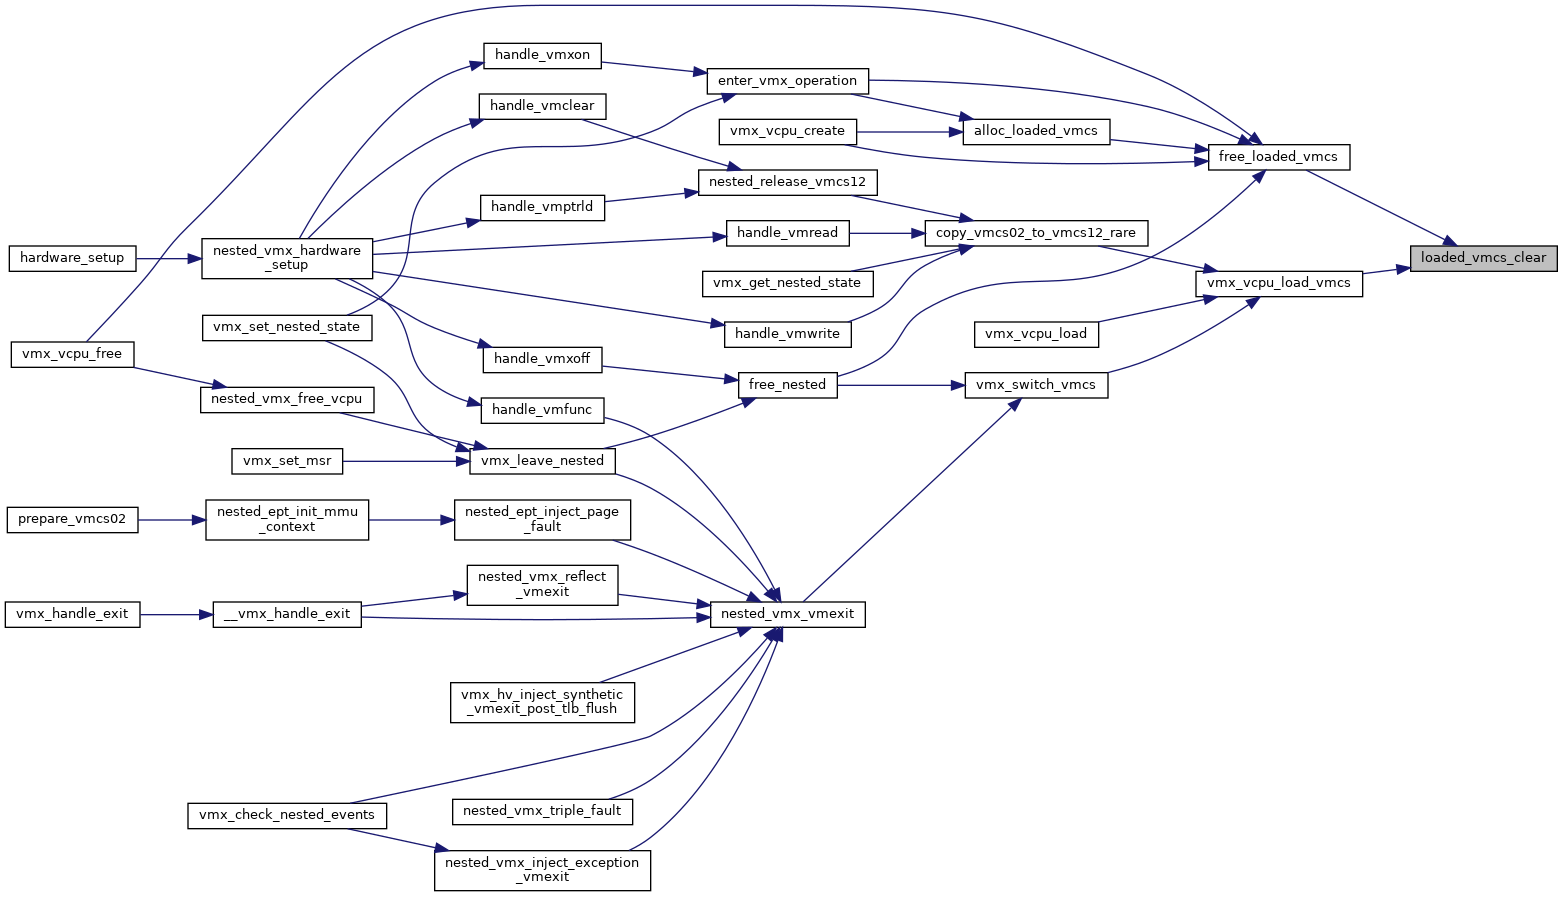 handle_vmxon
enter_vmx_operation
handle_vmclear
vmx_vcpu_create
alloc_loaded_vmcs
free_loaded_vmcs
nested_release_vmcs12
handle_vmptrld
handle_vmread
copy_vmcs02_to_vmcs12_rare
hardware_setup
nested_vmx_hardware
_setup
loaded_vmcs_clear
vmx_get_nested_state
vmx_vcpu_load_vmcs
vmx_set_nested_state
handle_vmwrite
vmx_vcpu_load
vmx_vcpu_free
handle_vmxoff
free_nested
vmx_switch_vmcs
nested_vmx_free_vcpu
handle_vmfunc
vmx_set_msr
vmx_leave_nested
prepare_vmcs02
nested_ept_init_mmu
_context
nested_ept_inject_page
_fault
nested_vmx_reflect
_vmexit
vmx_handle_exit
__vmx_handle_exit
nested_vmx_vmexit
vmx_hv_inject_synthetic
_vmexit_post_tlb_flush
vmx_check_nested_events
nested_vmx_triple_fault
nested_vmx_inject_exception
_vmexit